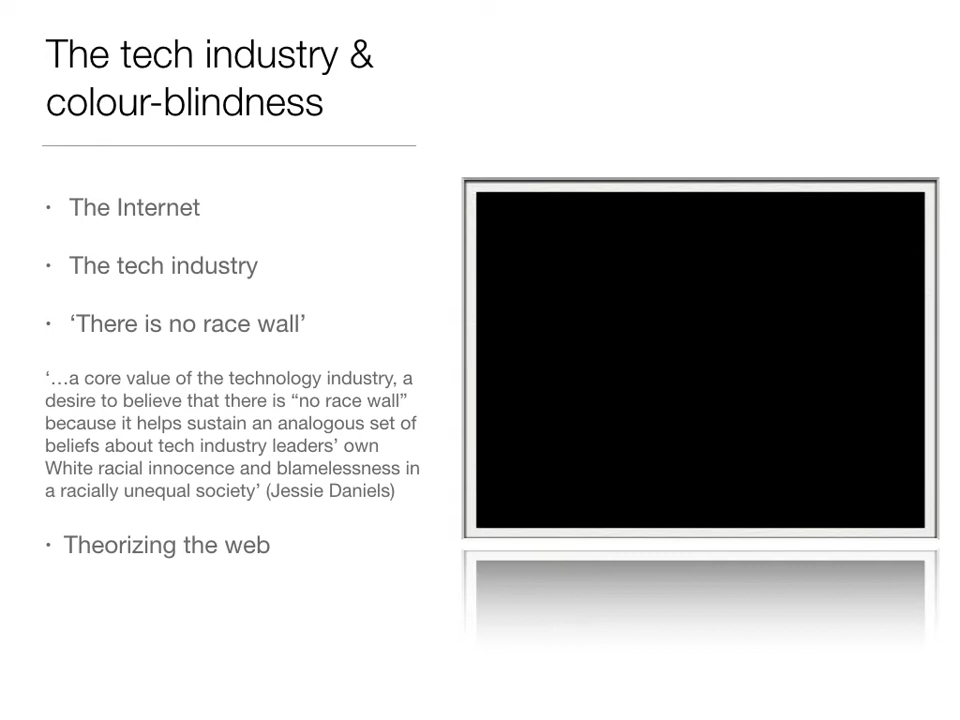 The tech industry &
colour-blindness
• The Internet
• The tech industry
• ‘There is no race wall’
‘…a core value of the technology industry, a
desire to believe that there is “no race wall”
because it helps sustain an analogous set of
beliefs about tech industry leaders’ own
White racial innocence and blamelessness in
a racially unequal society’ (Jessie Daniels)
• Theorizing the web